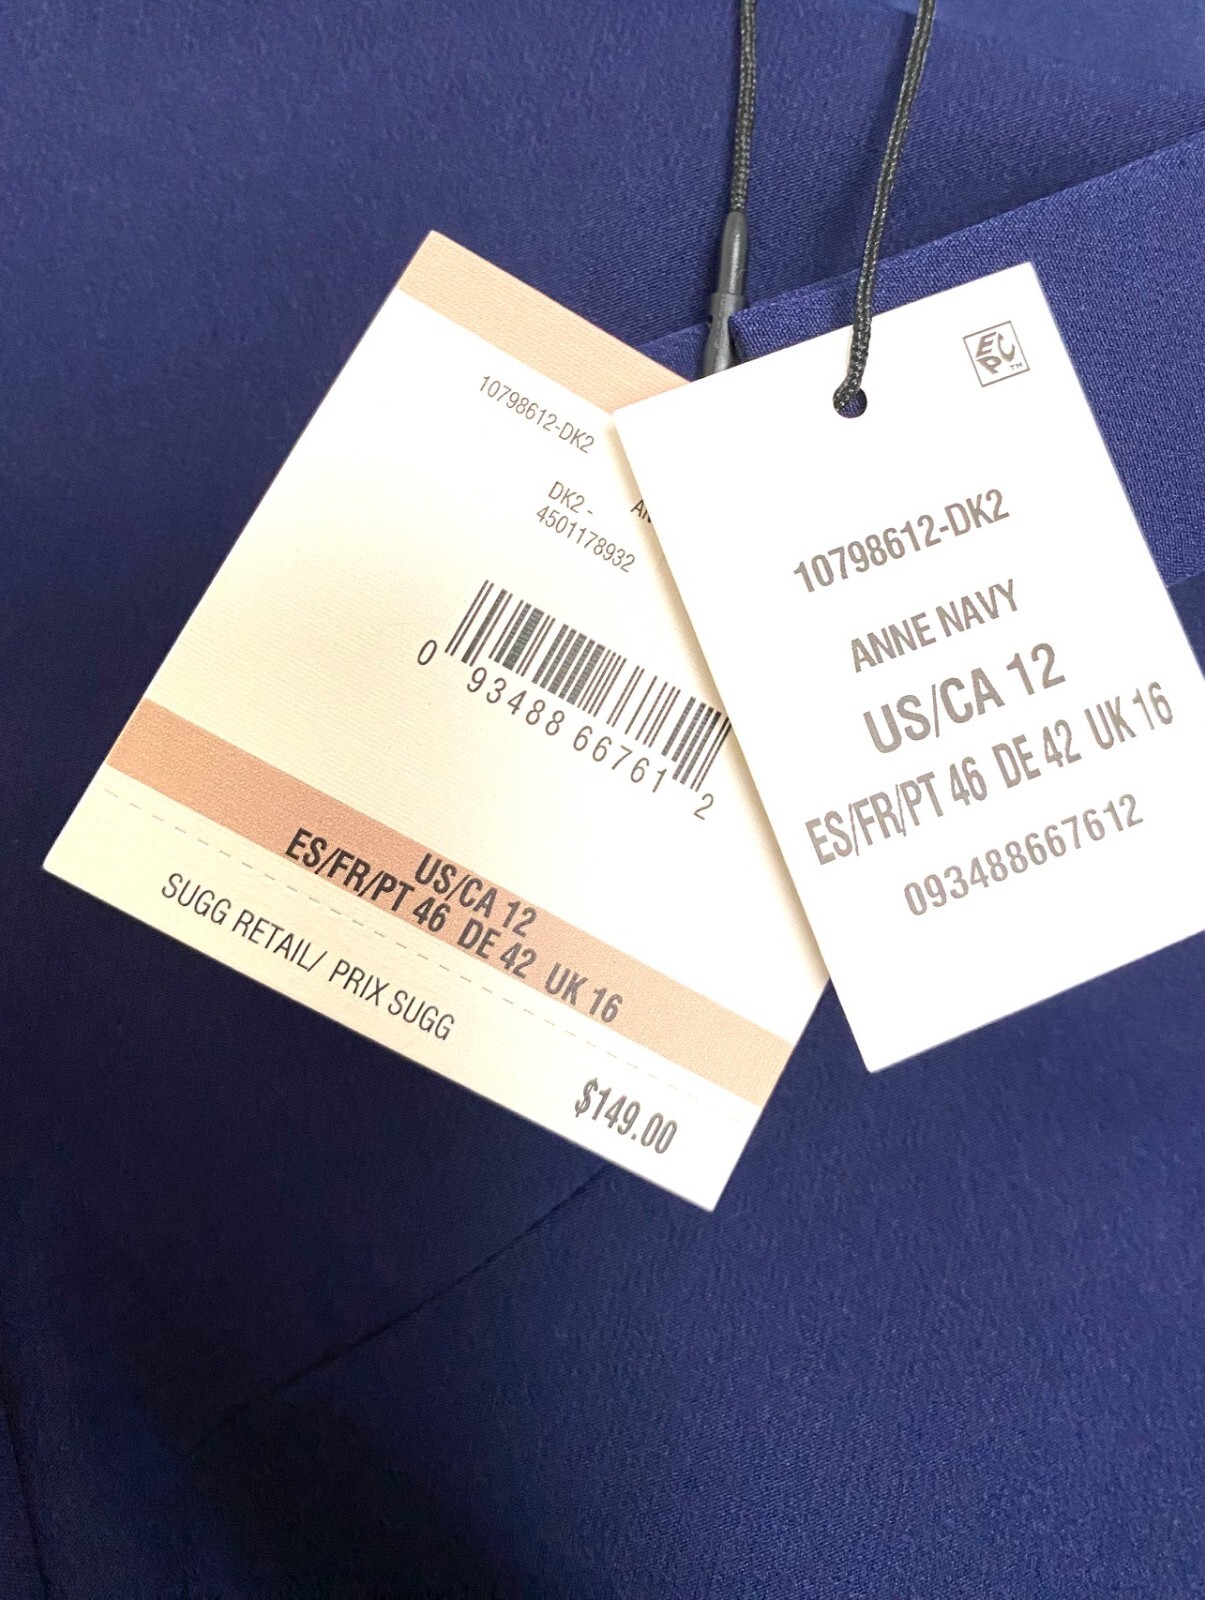 10798612-DK2
DK2 -
4501178932
0 93488 66761 2
US/CA 12
ES/FR/PT 46 DE 42 UK 16
SUGG RETAIL/ PRIX SUGG
$149.00
EPC™
10798612-DK2
ANNE NAVY
US/CA 12
ES/FR/PT 46 DE 42 UK 16
093488667612